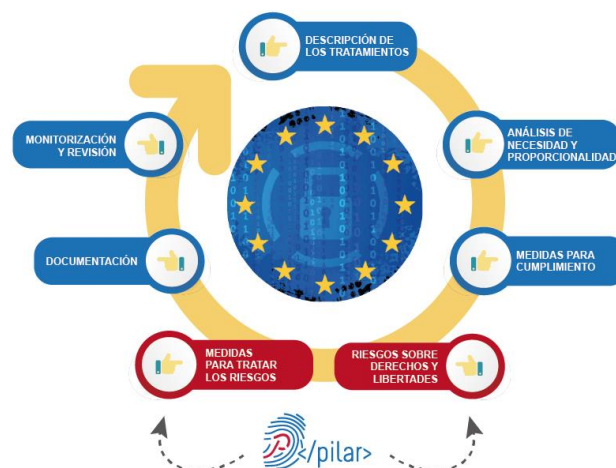 DESCRIPCIÓN DE
LOS TRATAMIENTOS
ANÁLISIS DE
NECESIDAD Y
PROPORCIONALIDAD
MEDIDAS PARA
CUMPLIMIENTO
RIESGOS SOBRE
DERECHOS Y
LIBERTADES
MEDIDAS
PARA TRATAR
LOS RIESGOS
DOCUMENTACIÓN
MONITORIZACIÓN
Y REVISIÓN
</pilar>